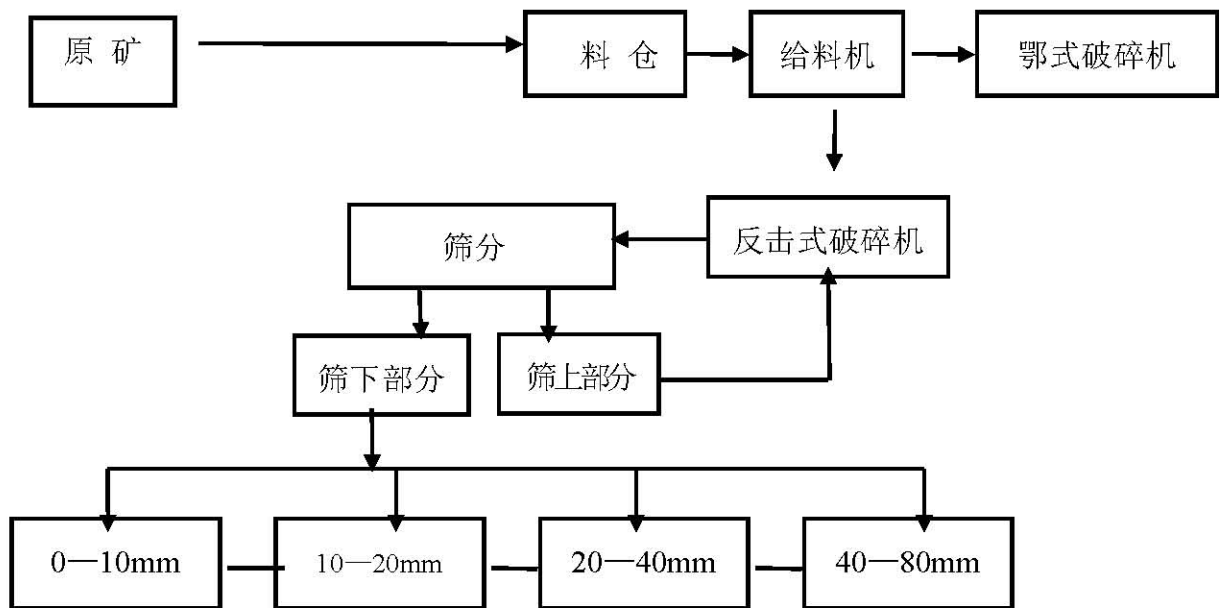 原 矿
料 仓
给料机
鄂式破碎机
筛分
反击式破碎机
筛下部分
筛上部分
0—10mm
10—20mm
20—40mm
40—80mm